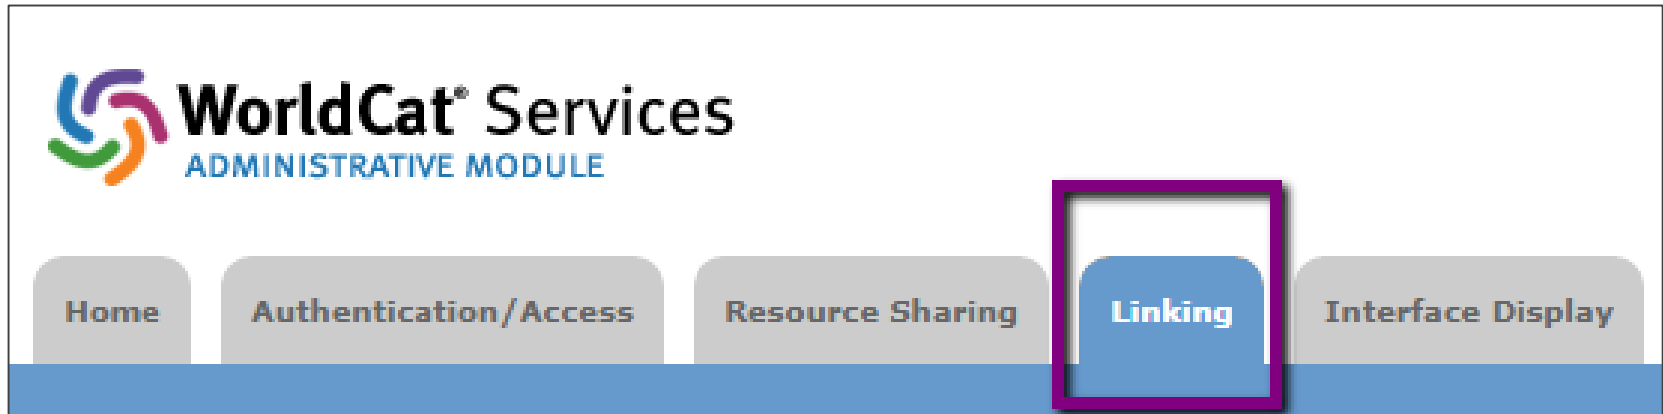 WorldCat® Services
ADMINISTRATIVE MODULE
Home Authentication/Access Resource Sharing Linking Interface Display